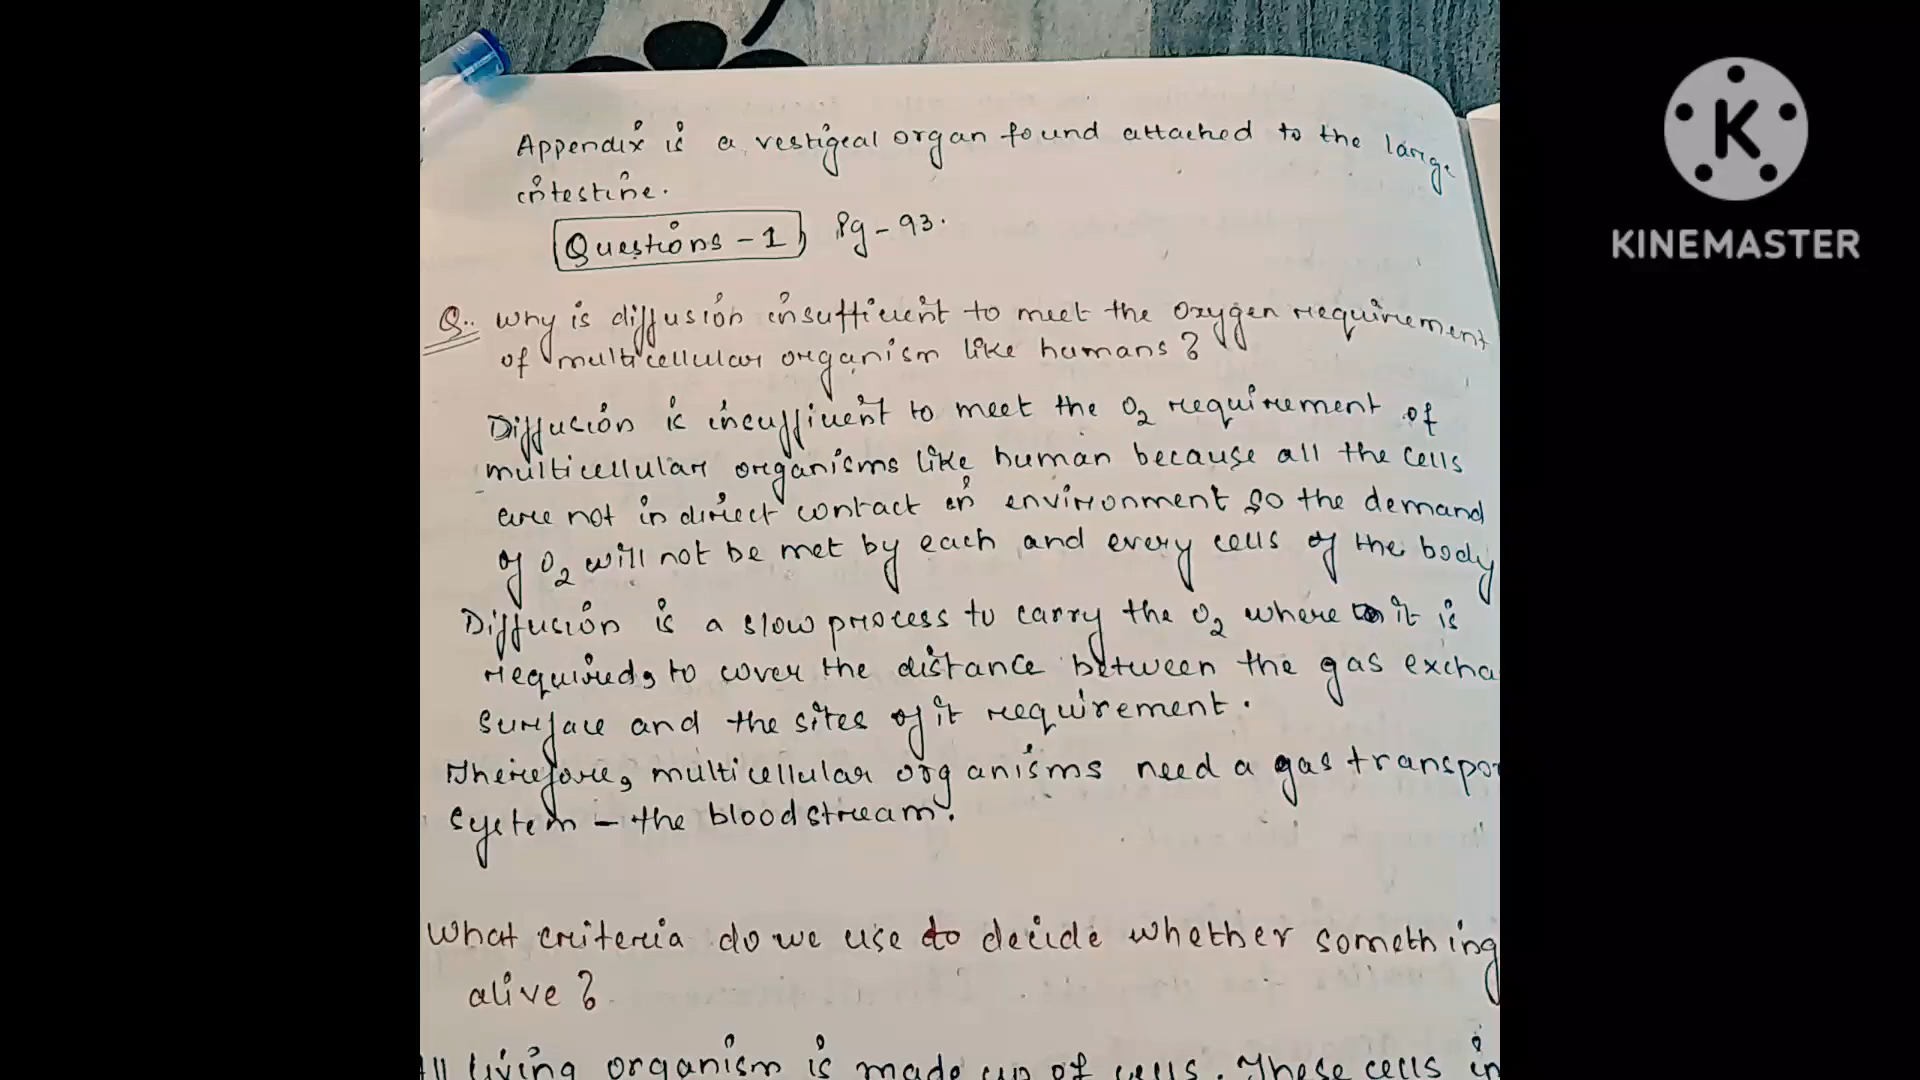 Appendix is a vestigeal organ found attached to the large
intestine.
Questions - 1 Pg - 93.
Q.. Why is diffusion insufficient to meet the oxygen requirement
of multicellular organism like humans?
Diffusion is insufficient to meet the O2 requirement of
multicellular organisms like human because all the cells
are not in direct contact in environment so the demand
of O2 will not be met by each and every cells of the body
Diffusion is a slow process to carry the O2 where it is
required, to cover the distance between the gas excha
surface and the sites of it requirement.
Therefore, multicellular organisms need a gas transpor
system - the bloodstream.
What criteria do we use to decide whether something
alive?
ll living organism is made up of cells. These cells in
K
KINEMASTER